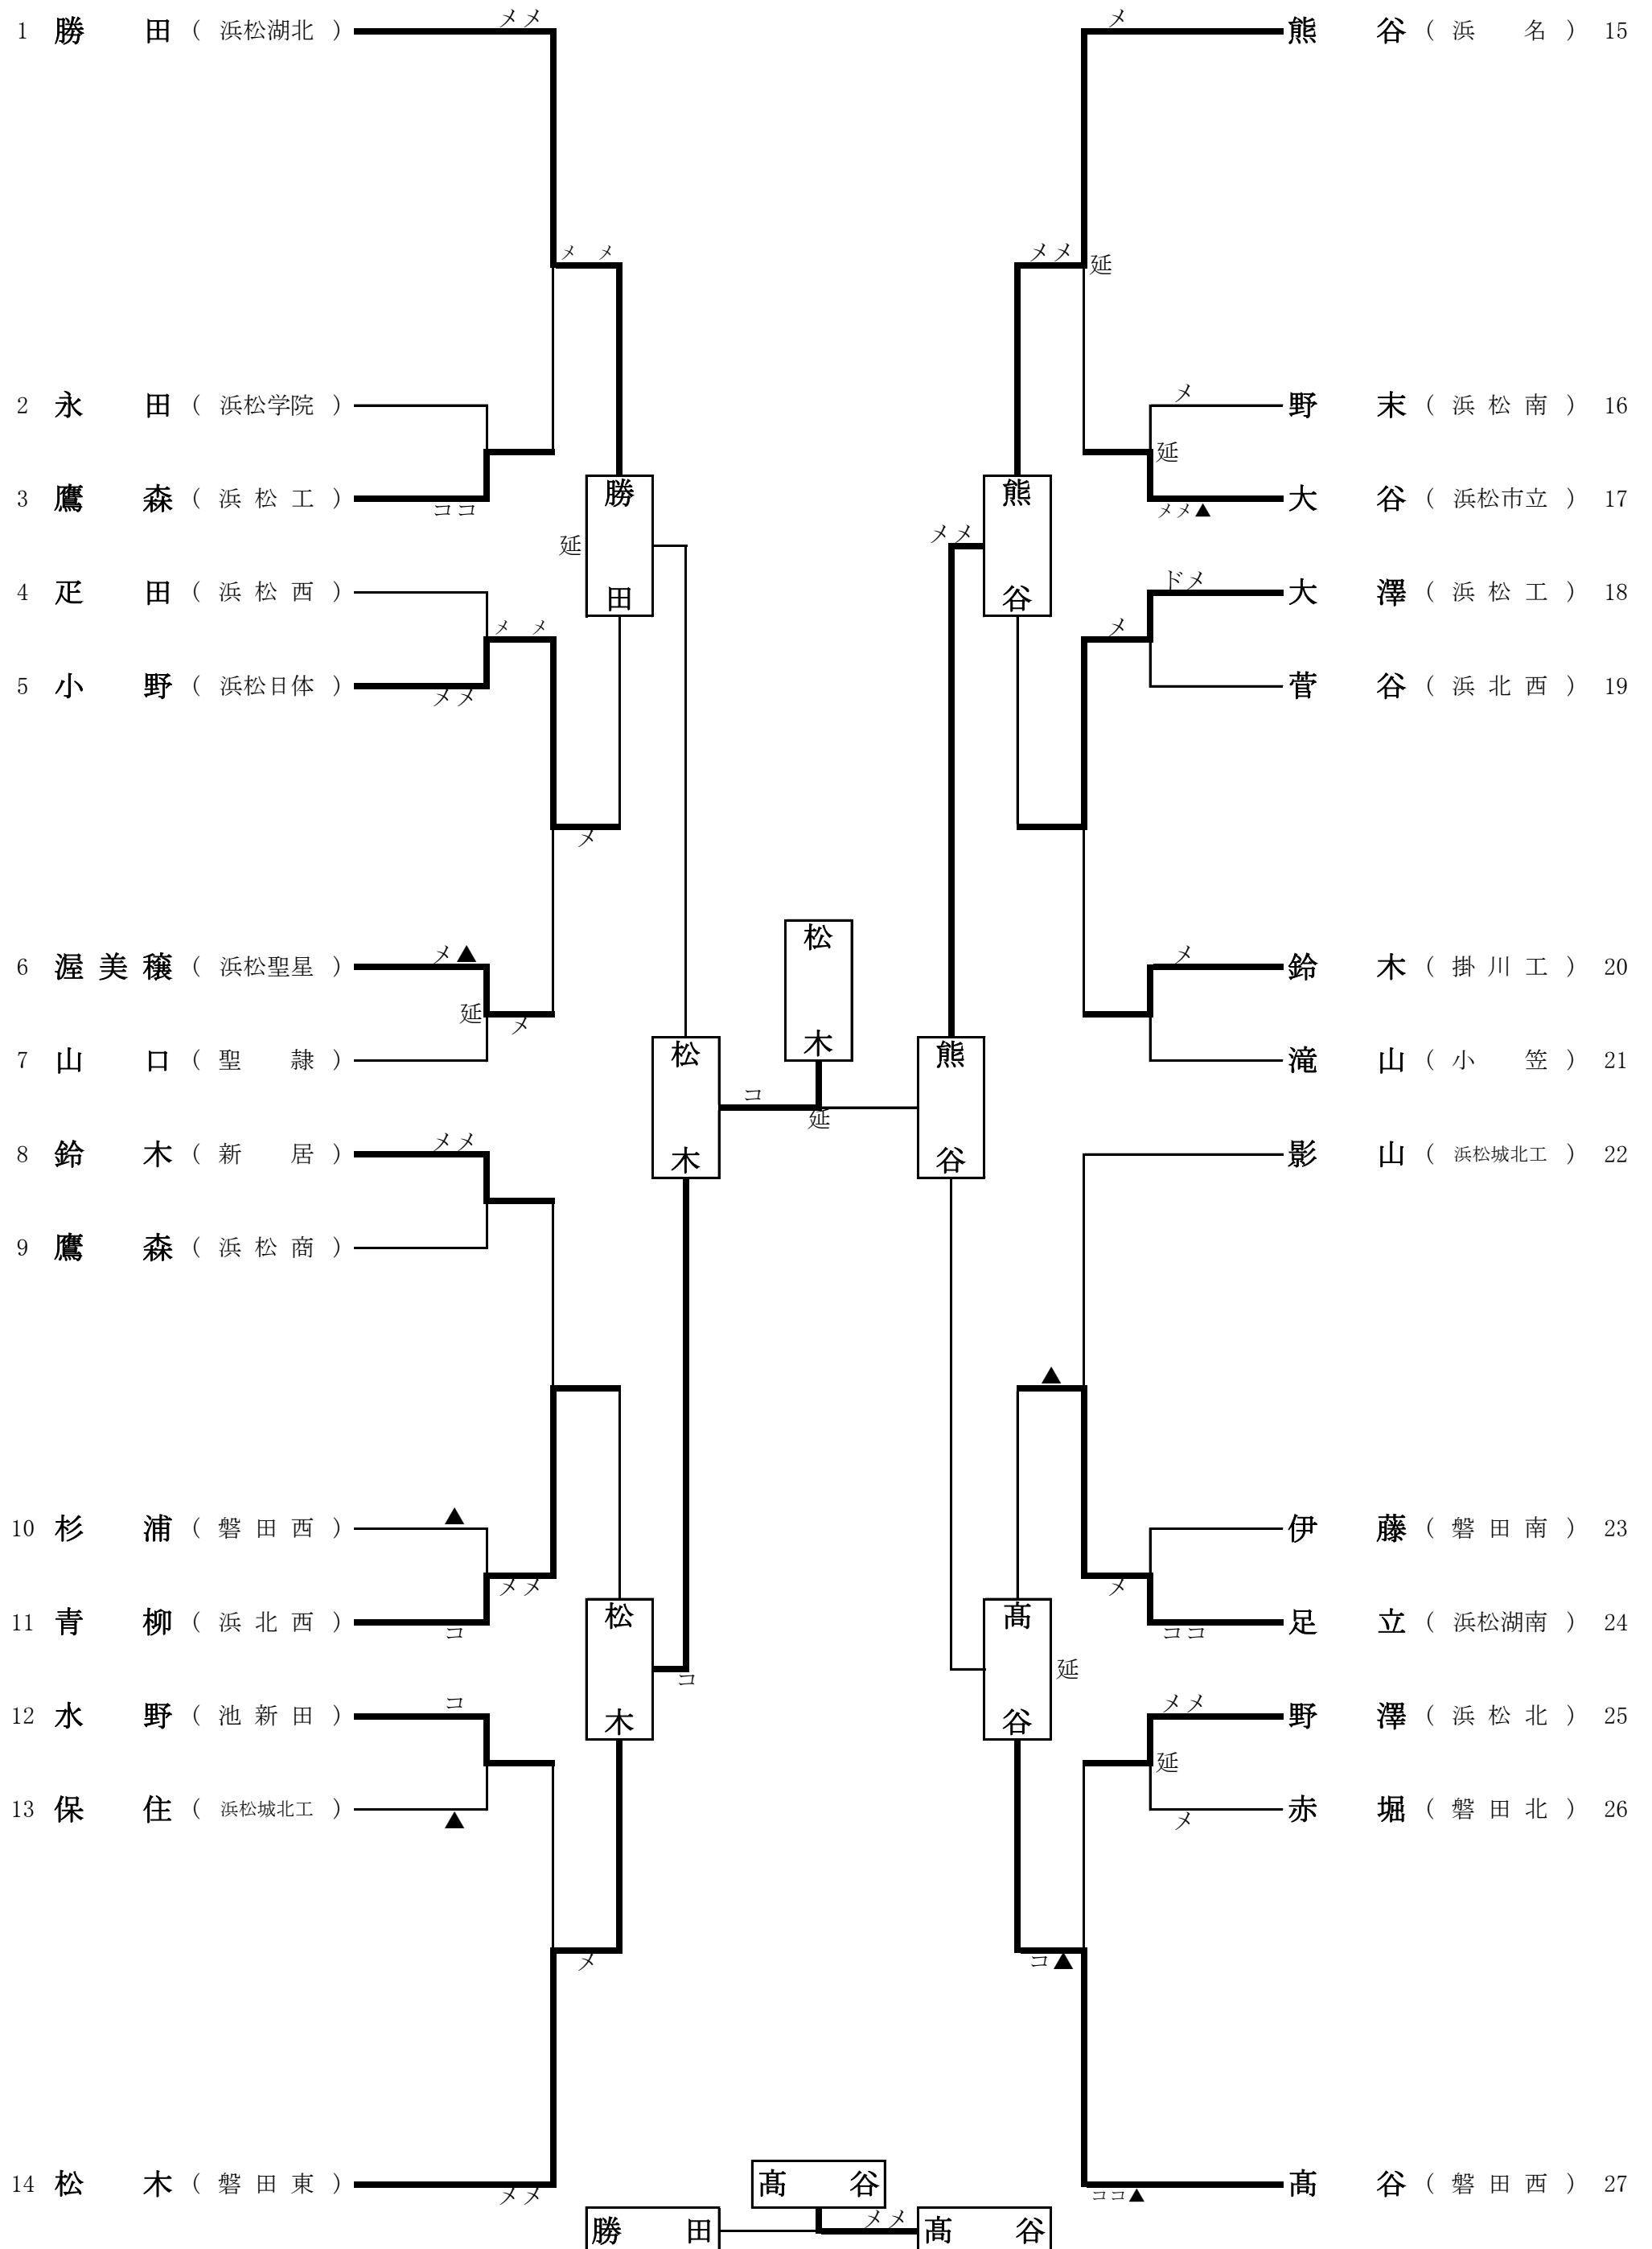 1 勝田（浜松湖北）
メメ
2 永田（浜松学院）
3 鷹森（浜松工）
ココ
4 疋田（浜松西）
5 小野（浜松日体）
メメ
6 渥美穣（浜松聖星）
メ▲
7 山口（聖隷）
延
8 鈴木（新居）
メメ
9 鷹森（浜松商）
10 杉浦（磐田西）
▲
11 青柳（浜北西）
コ
12 水野（池新田）
コ
13 保住（浜松城北工）
▲
14 松木（磐田東）
メメ
メ メ
メ メ
メ
メ
メメ
メ
勝田
延
松木
コ
松木
コ
松木
延
熊谷
メメ
熊谷
髙谷
延
メメ
延
メ
▲
メ
コ▲
メ
熊谷（浜名）15
メ
野末（浜松南）16
延
メメ▲
大谷（浜松市立）17
ドメ
大澤（浜松工）18
菅谷（浜北西）19
メ
鈴木（掛川工）20
滝山（小笠）21
影山（浜松城北工）22
伊藤（磐田南）23
足立（浜松湖南）24
ココ
メメ
野澤（浜松北）25
延
赤堀（磐田北）26
メ
髙谷（磐田西）27
ココ▲
髙谷
勝田
メメ
髙谷